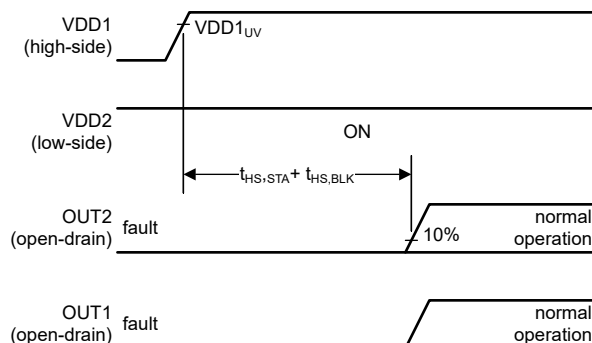 VDD1
(high-side)
VDD1UV
VDD2
(low-side)
ON
tHS,STA+ tHS,BLK
OUT2
(open-drain)
fault
10%
normal
operation
OUT1
(open-drain)
fault
normal
operation